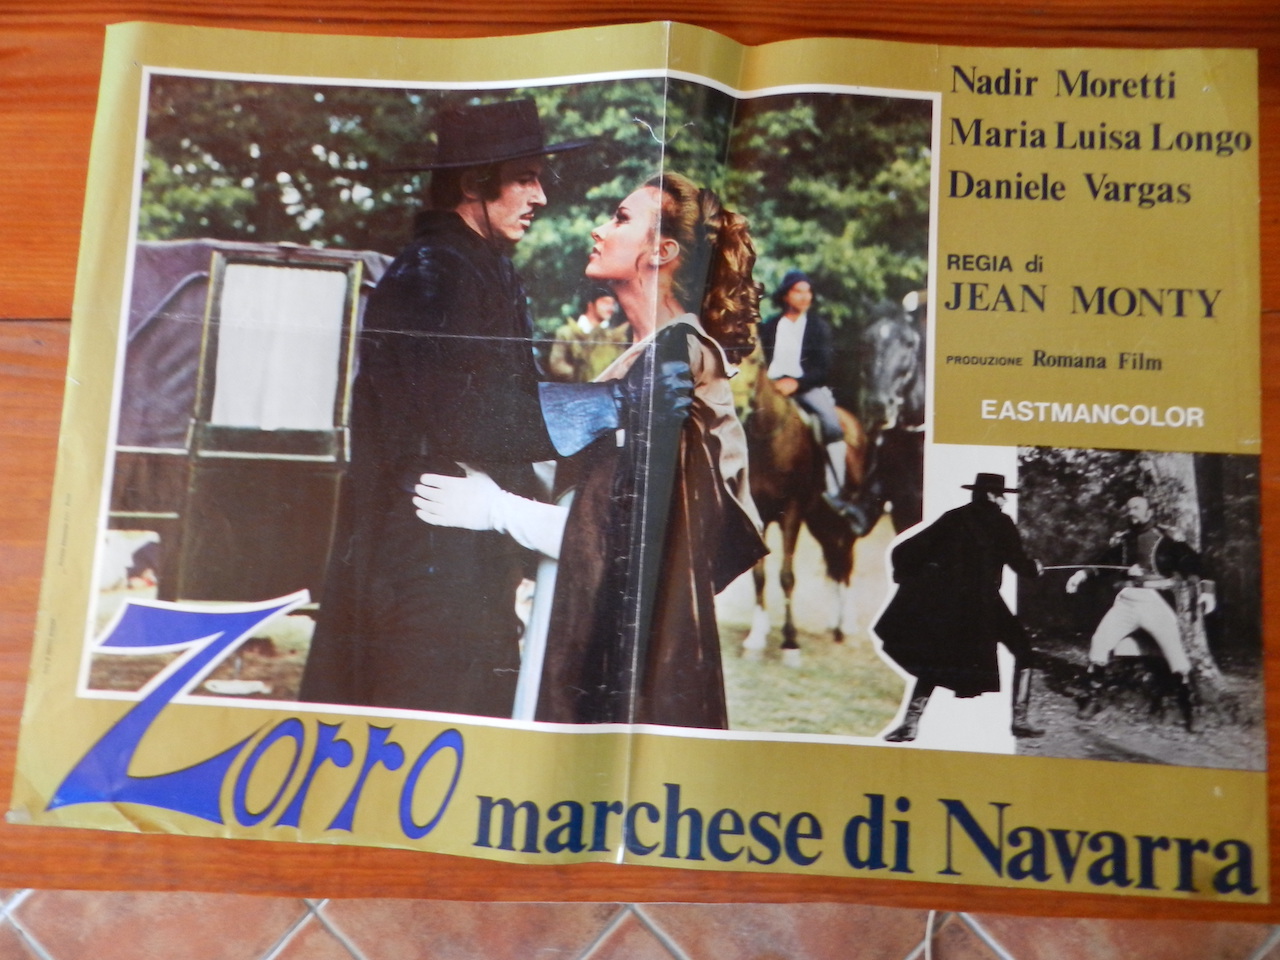 Nadir Moretti
Maria Luisa Longo
Daniele Vargas
REGIA di
JEAN MONTY
PRODUZIONE Romana Film
EASTMANCOLOR
Zorro marchese di Navarra